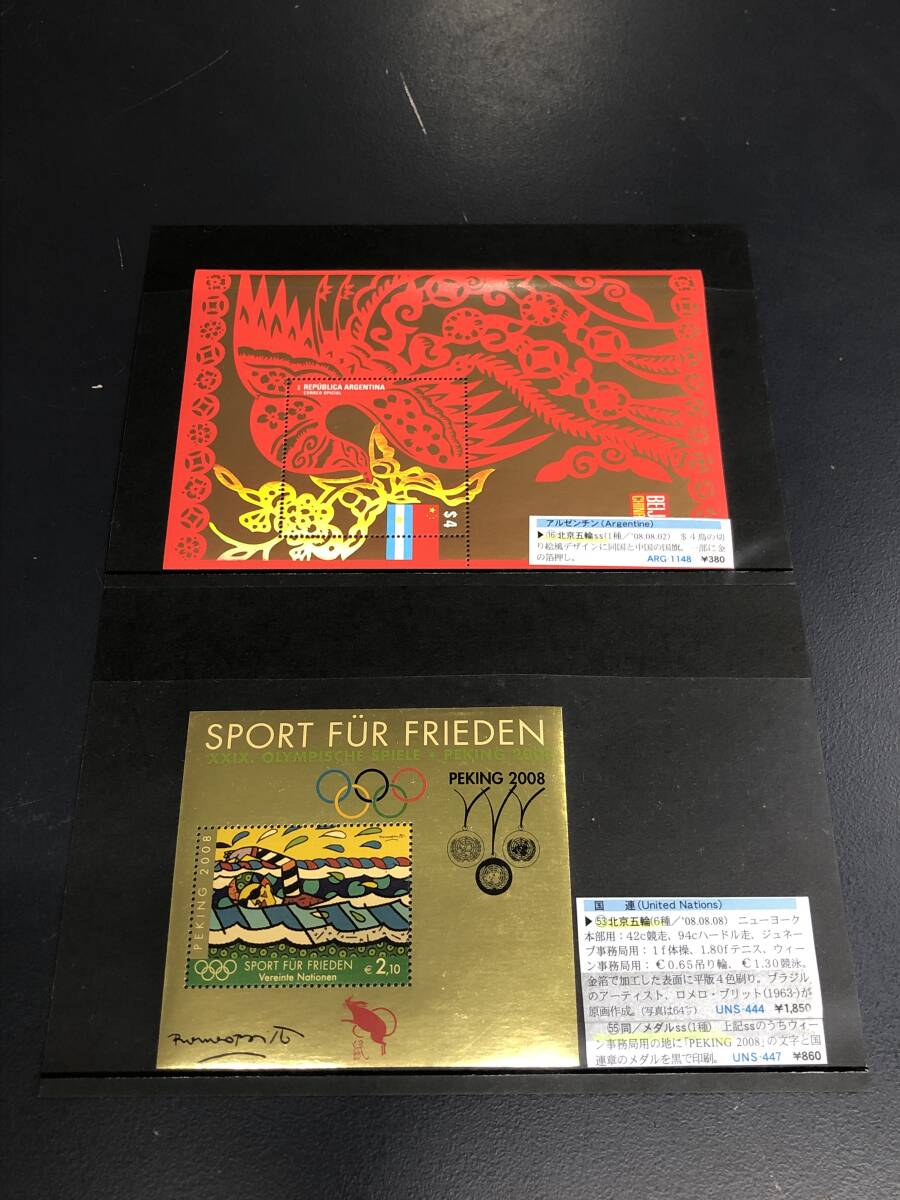 REPÚBLICA ARGENTINA
CORREO OFICIAL
$4
CHINA
アルゼンチン(Argentine)
▶⑯北京五輪ss(1種/'08.08.02) $4鳥の切
り絵風デザインに同国と中国の国旗。一部に金
の箔押し。 ARG-1148 ¥380
SPORT FÜR FRIEDEN
XXIX. OLYMPISCHE SPIELE • PEKING 2008
PEKING 2008
PEKING 2008
SPORT FÜR FRIEDEN
Vereinte Nationen
€2,10
鼠
国 連(United Nations)
▶㊼北京五輪(6種/'08.08.08) ニューヨーク
本部用:42c競走、94cハードル走、ジュネー
ブ事務局用:1f体操、1.80fテニス、ウィー
ン事務局用:€0.65吊り輪、€1.30競泳。
金箔で加工した表面に平版4色刷り。ブラジル
のアーティスト、ロメロ・ブリット(1963-)が
原画作成。(写真は64%) UNS-444 ¥1,850
㊺同/メダルss(1種) 上記ssのうちウィー
ン事務局用の地に「PEKING 2008」の文字と国
連章のメダルを黒で印刷。 UNS-447 ¥860